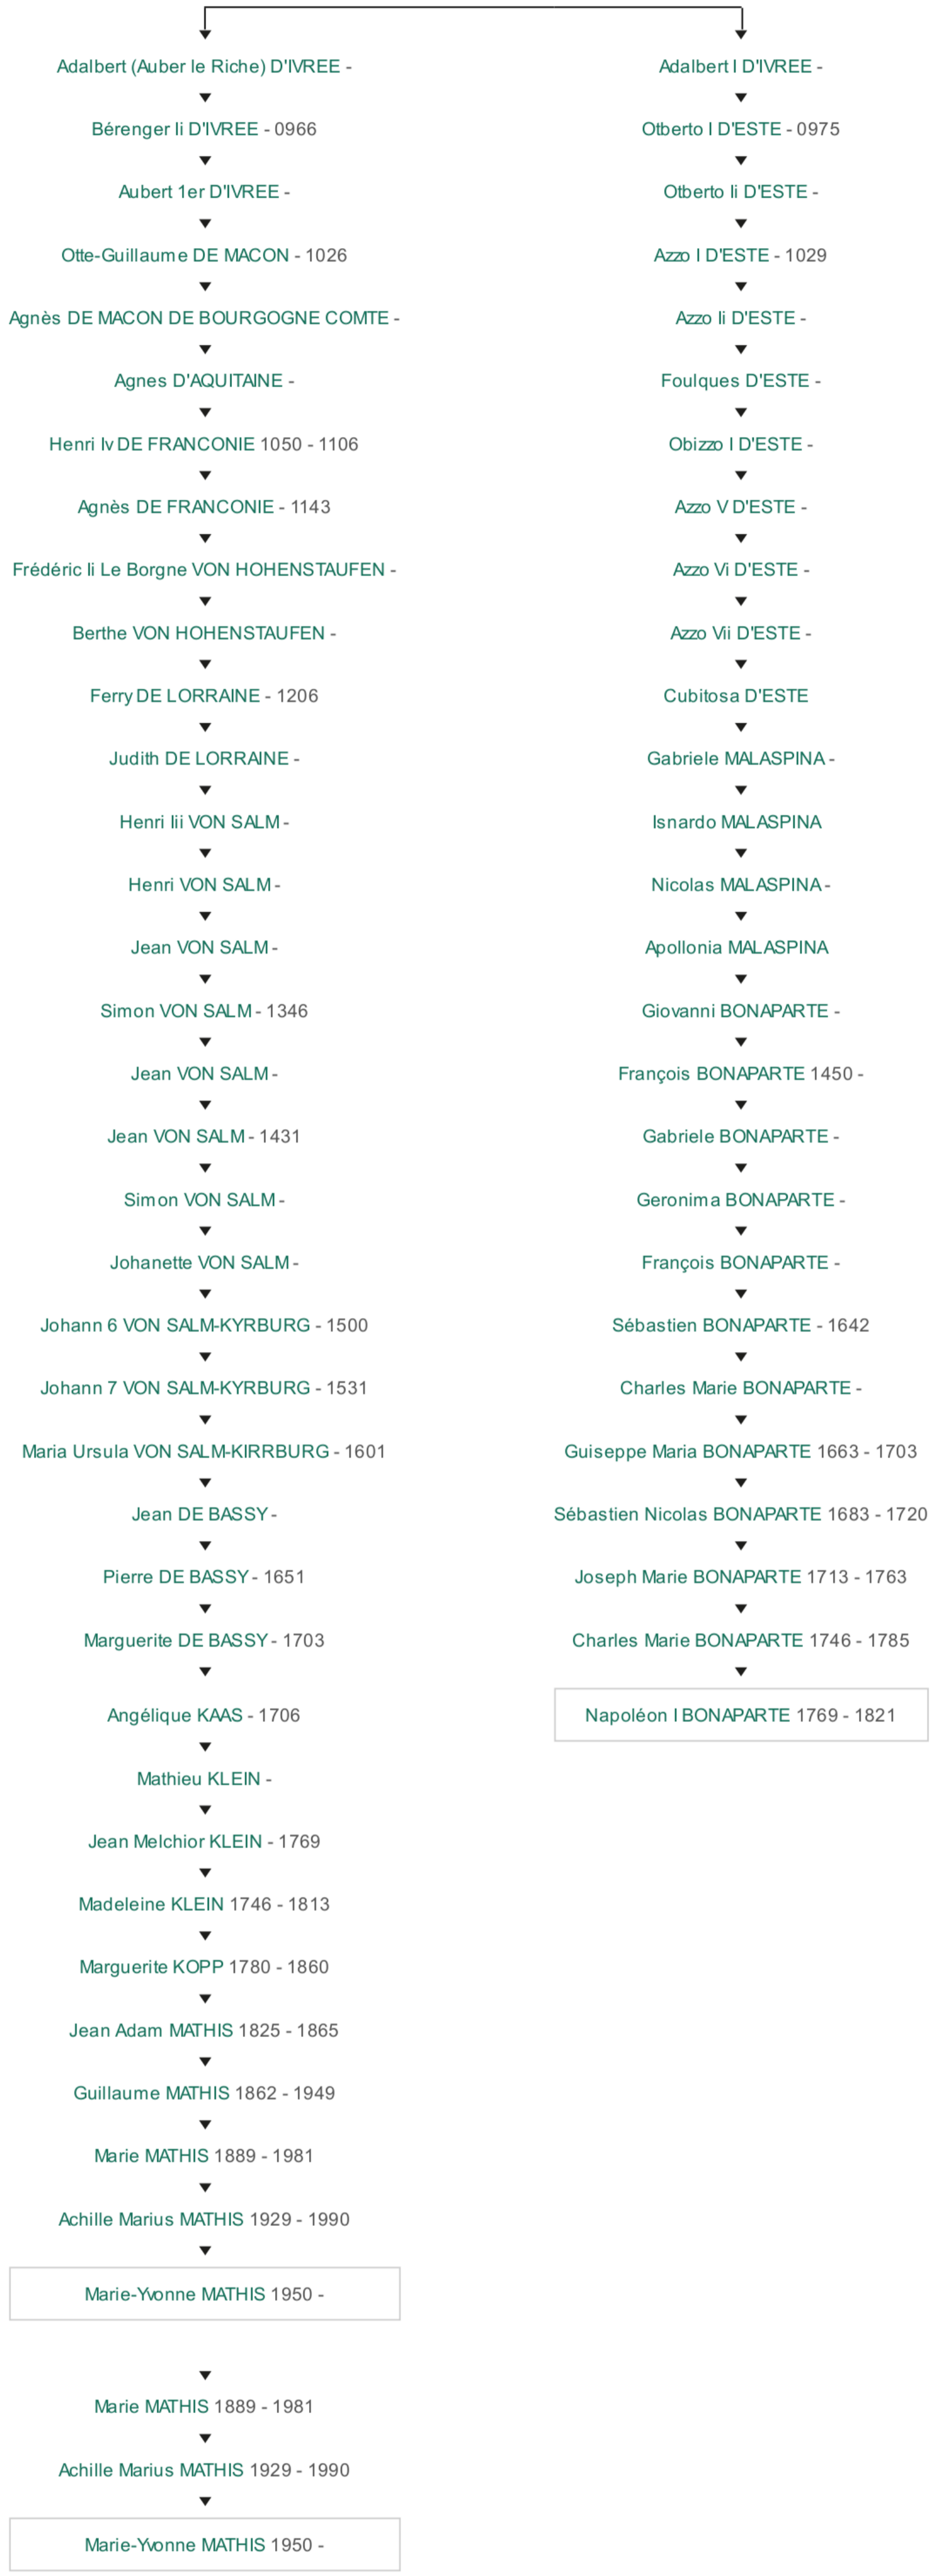 Adalbert (Auber le Riche) D'IVREE -
Bérenger Ii D'IVREE - 0966
Aubert 1er D'IVREE -
Otte-Guillaume DE MACON - 1026
Agnès DE MACON DE BOURGOGNE COMTE -
Agnes D'AQUITAINE -
Henri Iv DE FRANCONIE 1050 - 1106
Agnès DE FRANCONIE - 1143
Frédéric Ii Le Borgne VON HOHENSTAUFEN -
Berthe VON HOHENSTAUFEN -
Ferry DE LORRAINE - 1206
Judith DE LORRAINE -
Henri Iii VON SALM -
Henri VON SALM -
Jean VON SALM -
Simon VON SALM - 1346
Jean VON SALM -
Jean VON SALM - 1431
Simon VON SALM -
Johanette VON SALM -
Johann 6 VON SALM-KYRBURG - 1500
Johann 7 VON SALM-KYRBURG - 1531
Maria Ursula VON SALM-KIRRBURG - 1601
Jean DE BASSY -
Pierre DE BASSY - 1651
Marguerite DE BASSY - 1703
Angélique KAAS - 1706
Mathieu KLEIN -
Jean Melchior KLEIN - 1769
Madeleine KLEIN 1746 - 1813
Marguerite KOPP 1780 - 1860
Jean Adam MATHIS 1825 - 1865
Guillaume MATHIS 1862 - 1949
Marie MATHIS 1889 - 1981
Achille Marius MATHIS 1929 - 1990
Marie-Yvonne MATHIS 1950 -
Marie MATHIS 1889 - 1981
Achille Marius MATHIS 1929 - 1990
Marie-Yvonne MATHIS 1950 -
Adalbert I D'IVREE -
Otberto I D'ESTE - 0975
Otberto Ii D'ESTE -
Azzo I D'ESTE - 1029
Azzo Ii D'ESTE -
Foulques D'ESTE -
Obizzo I D'ESTE -
Azzo V D'ESTE -
Azzo Vi D'ESTE -
Azzo Vii D'ESTE -
Cubitosa D'ESTE
Gabriele MALASPINA -
Isnardo MALASPINA
Nicolas MALASPINA -
Apollonia MALASPINA
Giovanni BONAPARTE -
François BONAPARTE 1450 -
Gabriele BONAPARTE -
Geronima BONAPARTE -
François BONAPARTE -
Sébastien BONAPARTE - 1642
Charles Marie BONAPARTE -
Guiseppe Maria BONAPARTE 1663 - 1703
Sébastien Nicolas BONAPARTE 1683 - 1720
Joseph Marie BONAPARTE 1713 - 1763
Charles Marie BONAPARTE 1746 - 1785
Napoléon I BONAPARTE 1769 - 1821